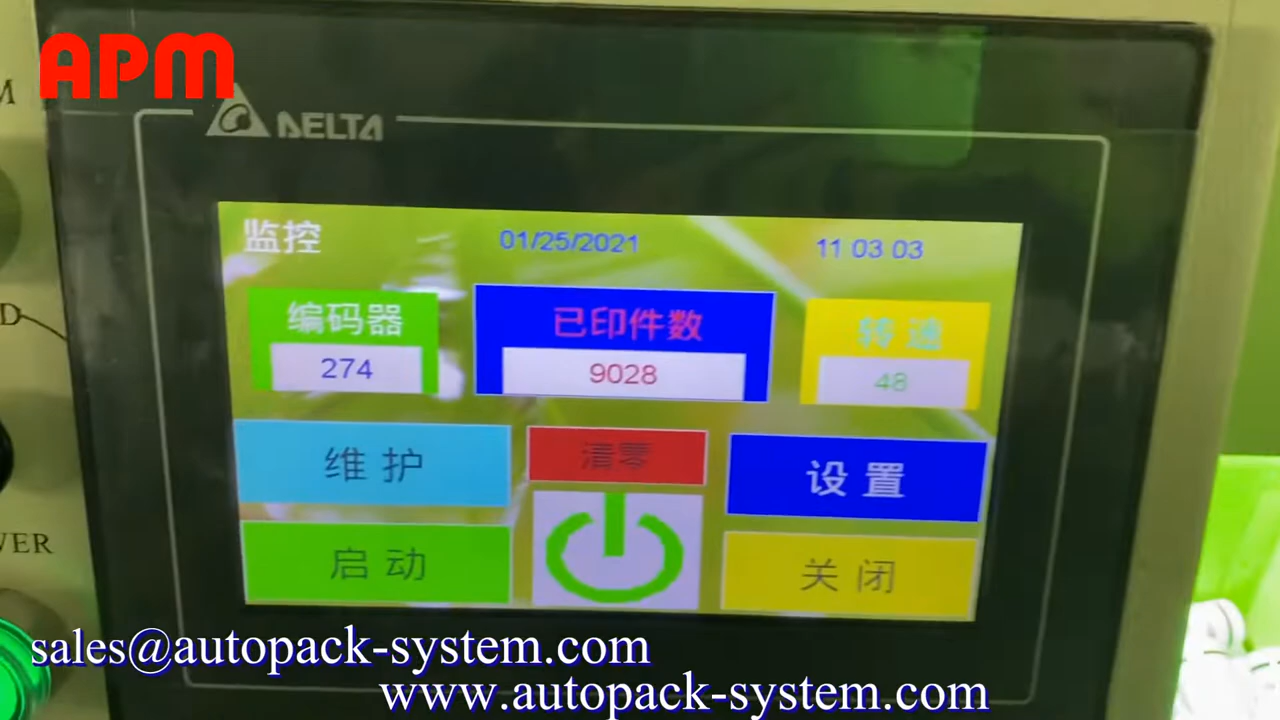 APM
M
DELTA
监控 01/25/2021 11 03 03
编码器 已印件数 转速
274 9028 48
D
维护 清零 设置
WER
启动 关闭
sales@autopack-system.com
www.autopack-system.com